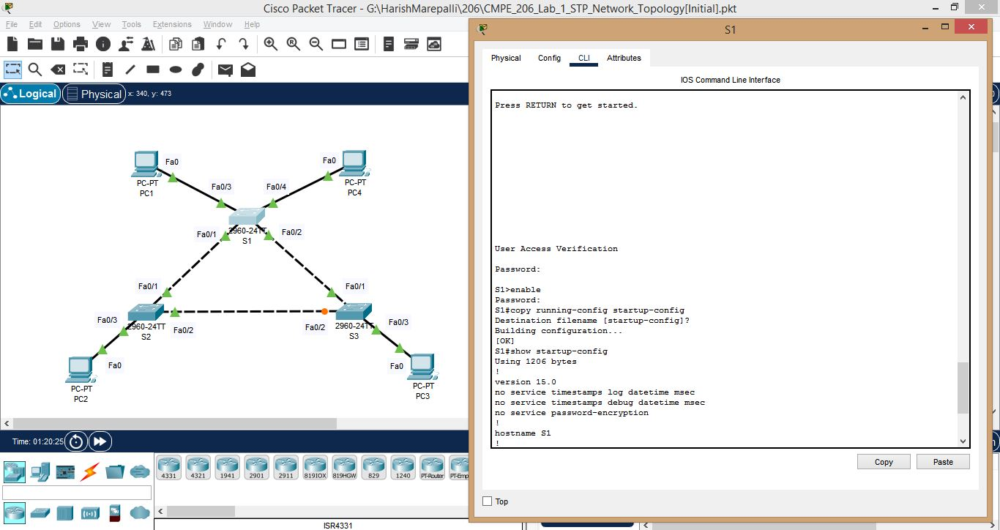 Cisco Packet Tracer - G:\HarishMarepalli\206\CMPE_206_Lab_1_STP_Network_Topology[Initial].pkt
File Edit Options View Tools Extensions Window Help
Logical Physical x: 340, y: 473
Fa0 Fa0
PC-PT PC-PT
PC1 PC4
Fa0/3 Fa0/4
2960-24TT
S1
Fa0/1 Fa0/2
Fa0/1 Fa0/1
Fa0/3 2960-24TT Fa0/2 Fa0/2 2960-24TT Fa0/3
S2 S3
Fa0 Fa0
PC-PT PC-PT
PC2 PC3
Time: 01:20:25
4331 4321 1941 2901 2911 819IOX 819HGW 829 1240 PT-Router PT-Emp
ISR4331
S1
Physical Config CLI Attributes
IOS Command Line Interface
Press RETURN to get started.
User Access Verification
Password:
S1>enable
Password:
S1#copy running-config startup-config
Destination filename [startup-config]?
Building configuration...
[OK]
S1#show startup-config
Using 1206 bytes
!
version 15.0
no service timestamps log datetime msec
no service timestamps debug datetime msec
no service password-encryption
!
hostname S1
!
Copy Paste
Top